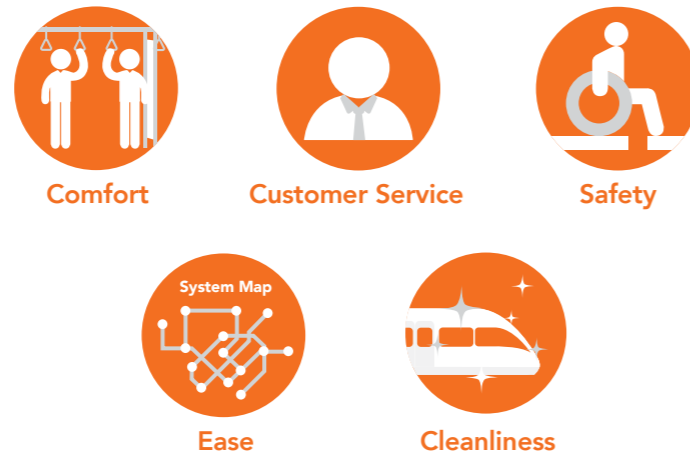 Comfort
Customer Service
Safety
System Map
Ease
Cleanliness